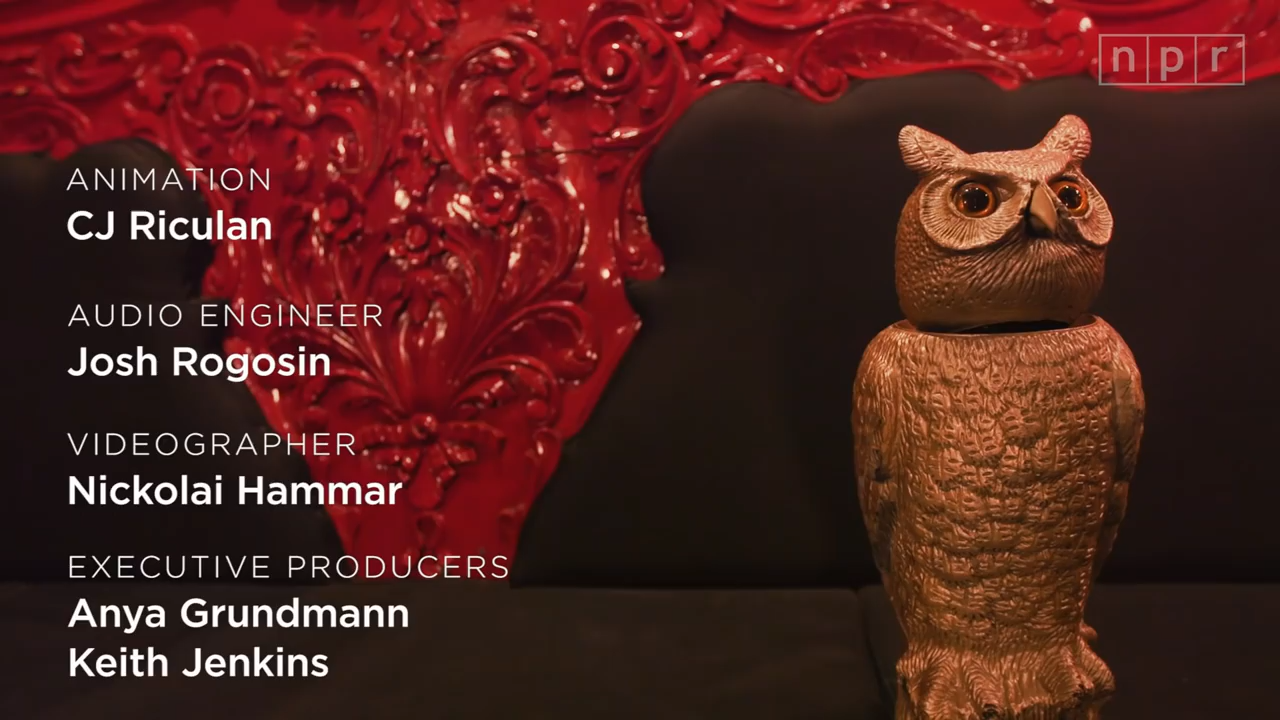 npr
ANIMATION
CJ Riculan
AUDIO ENGINEER
Josh Rogosin
VIDEOGRAPHER
Nickolai Hammar
EXECUTIVE PRODUCERS
Anya Grundmann
Keith Jenkins